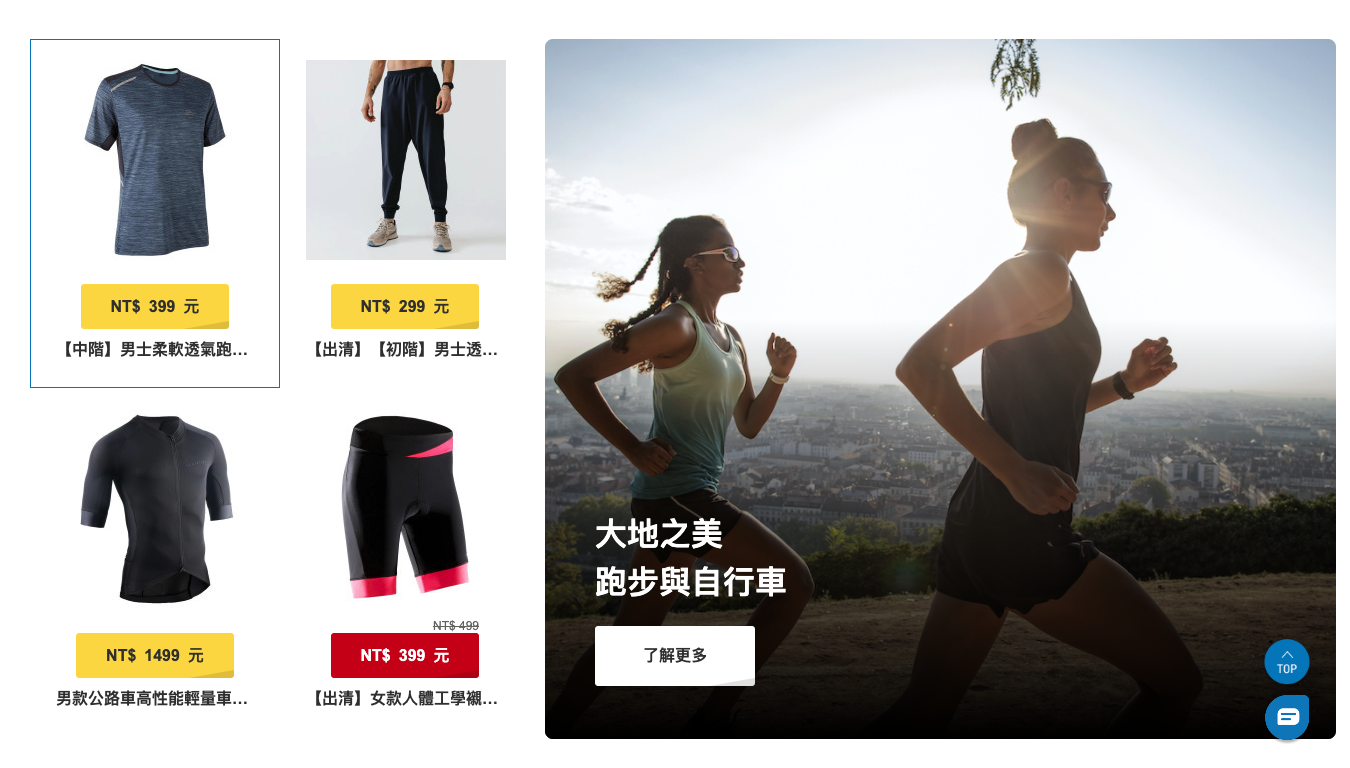 NT$ 399 元
【中階】男士柔軟透氣跑...
NT$ 299 元
【出清】【初階】男士透...
NT$ 1499 元
男款公路車高性能輕量車...
NT$ 499
NT$ 399 元
【出清】女款人體工學襯...
大地之美
跑步與自行車
了解更多
TOP